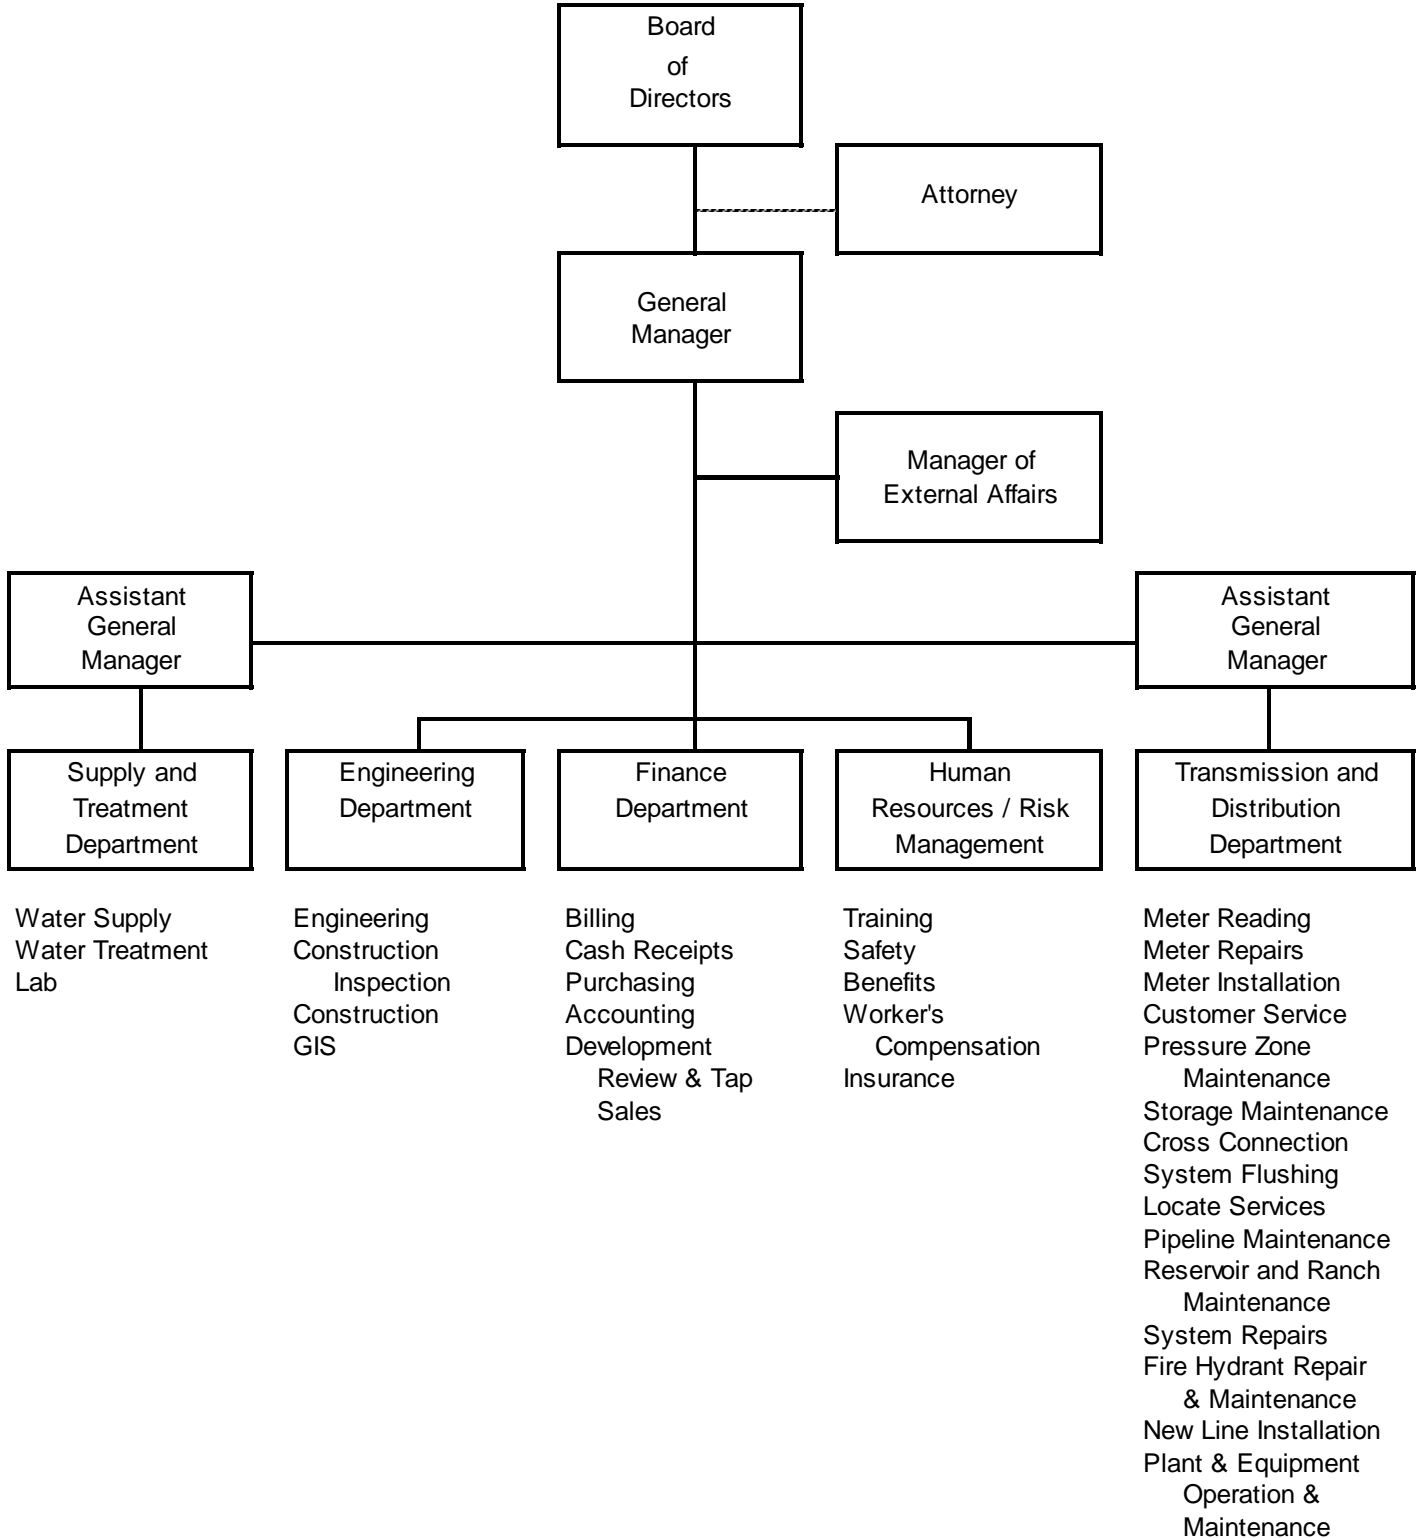 Board
of
Directors
Attorney
General
Manager
Manager of
External Affairs
Assistant
General
Manager
Assistant
General
Manager
Supply and
Treatment
Department
Engineering
Department
Finance
Department
Human
Resources / Risk
Management
Transmission and
Distribution
Department
Water Supply
Water Treatment
Lab
Engineering
Construction
Inspection
Construction
GIS
Billing
Cash Receipts
Purchasing
Accounting
Development
Review & Tap
Sales
Training
Safety
Benefits
Worker's
Compensation
Insurance
Meter Reading
Meter Repairs
Meter Installation
Customer Service
Pressure Zone
Maintenance
Storage Maintenance
Cross Connection
System Flushing
Locate Services
Pipeline Maintenance
Reservoir and Ranch
Maintenance
System Repairs
Fire Hydrant Repair
& Maintenance
New Line Installation
Plant & Equipment
Operation &
Maintenance